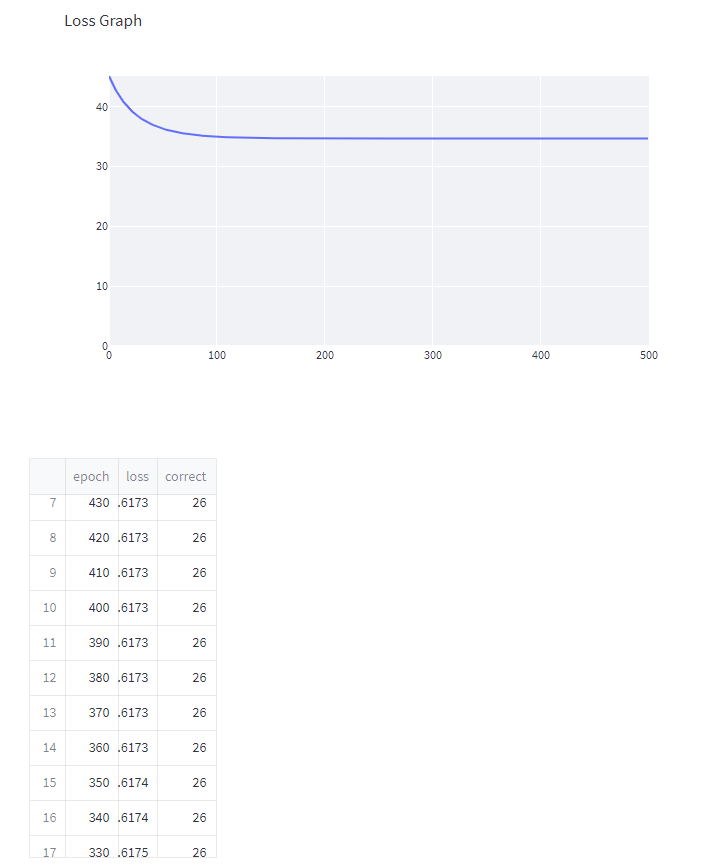 Loss Graph
40
30
20
10
0
0 100 200 300 400 500
epoch loss correct
7 430 .6173 26
8 420 .6173 26
9 410 .6173 26
10 400 .6173 26
11 390 .6173 26
12 380 .6173 26
13 370 .6173 26
14 360 .6173 26
15 350 .6174 26
16 340 .6174 26
17 330 .6175 26